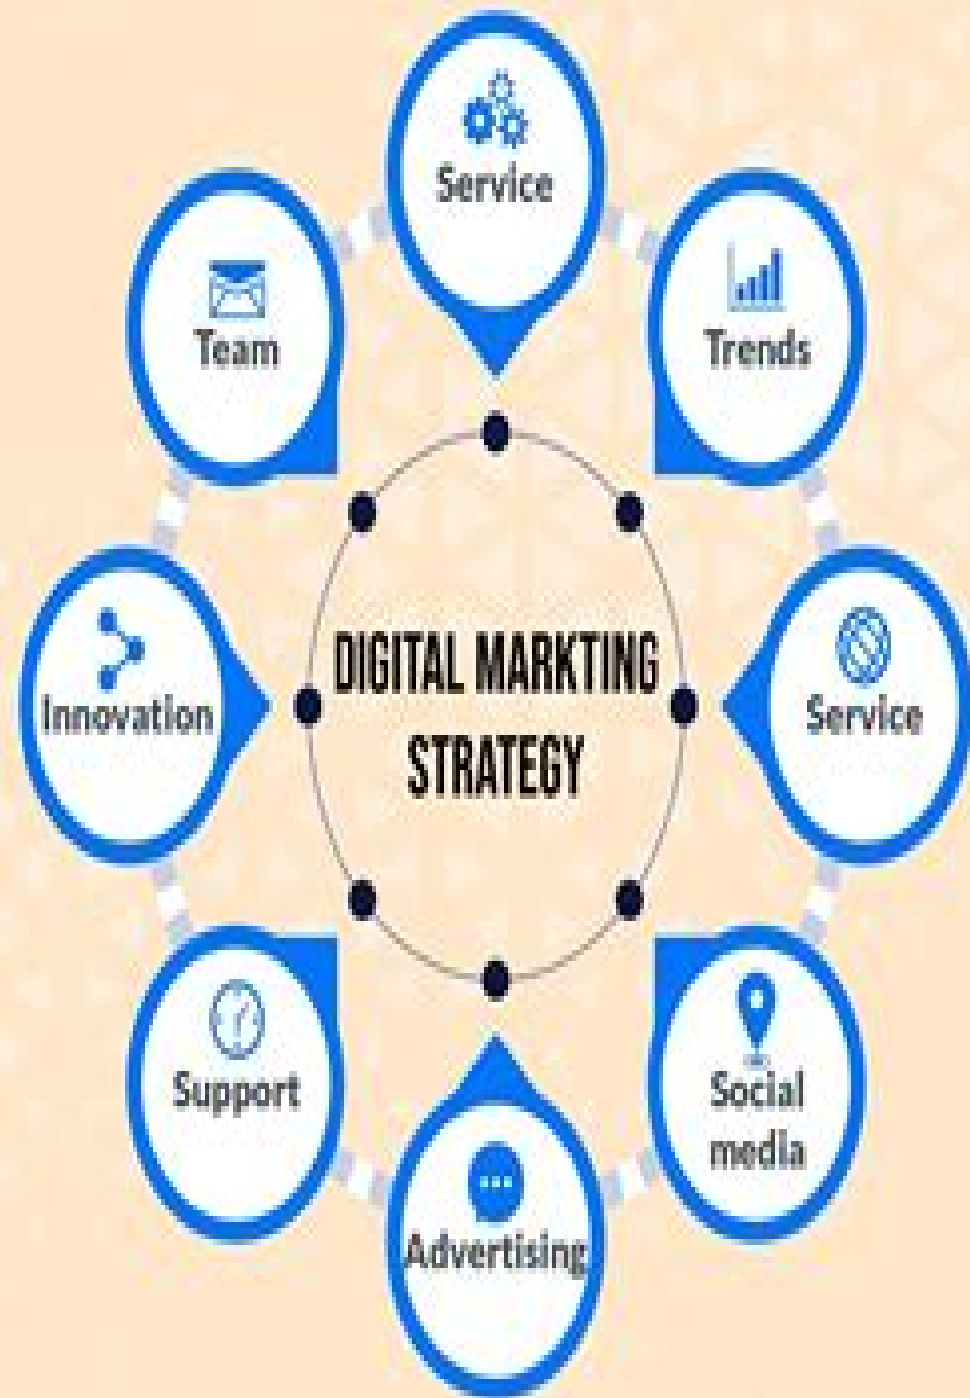 Service
Team
Trends
DIGITAL MARKTING
STRATEGY
Innovation
Service
Support
Social
media
Advertising